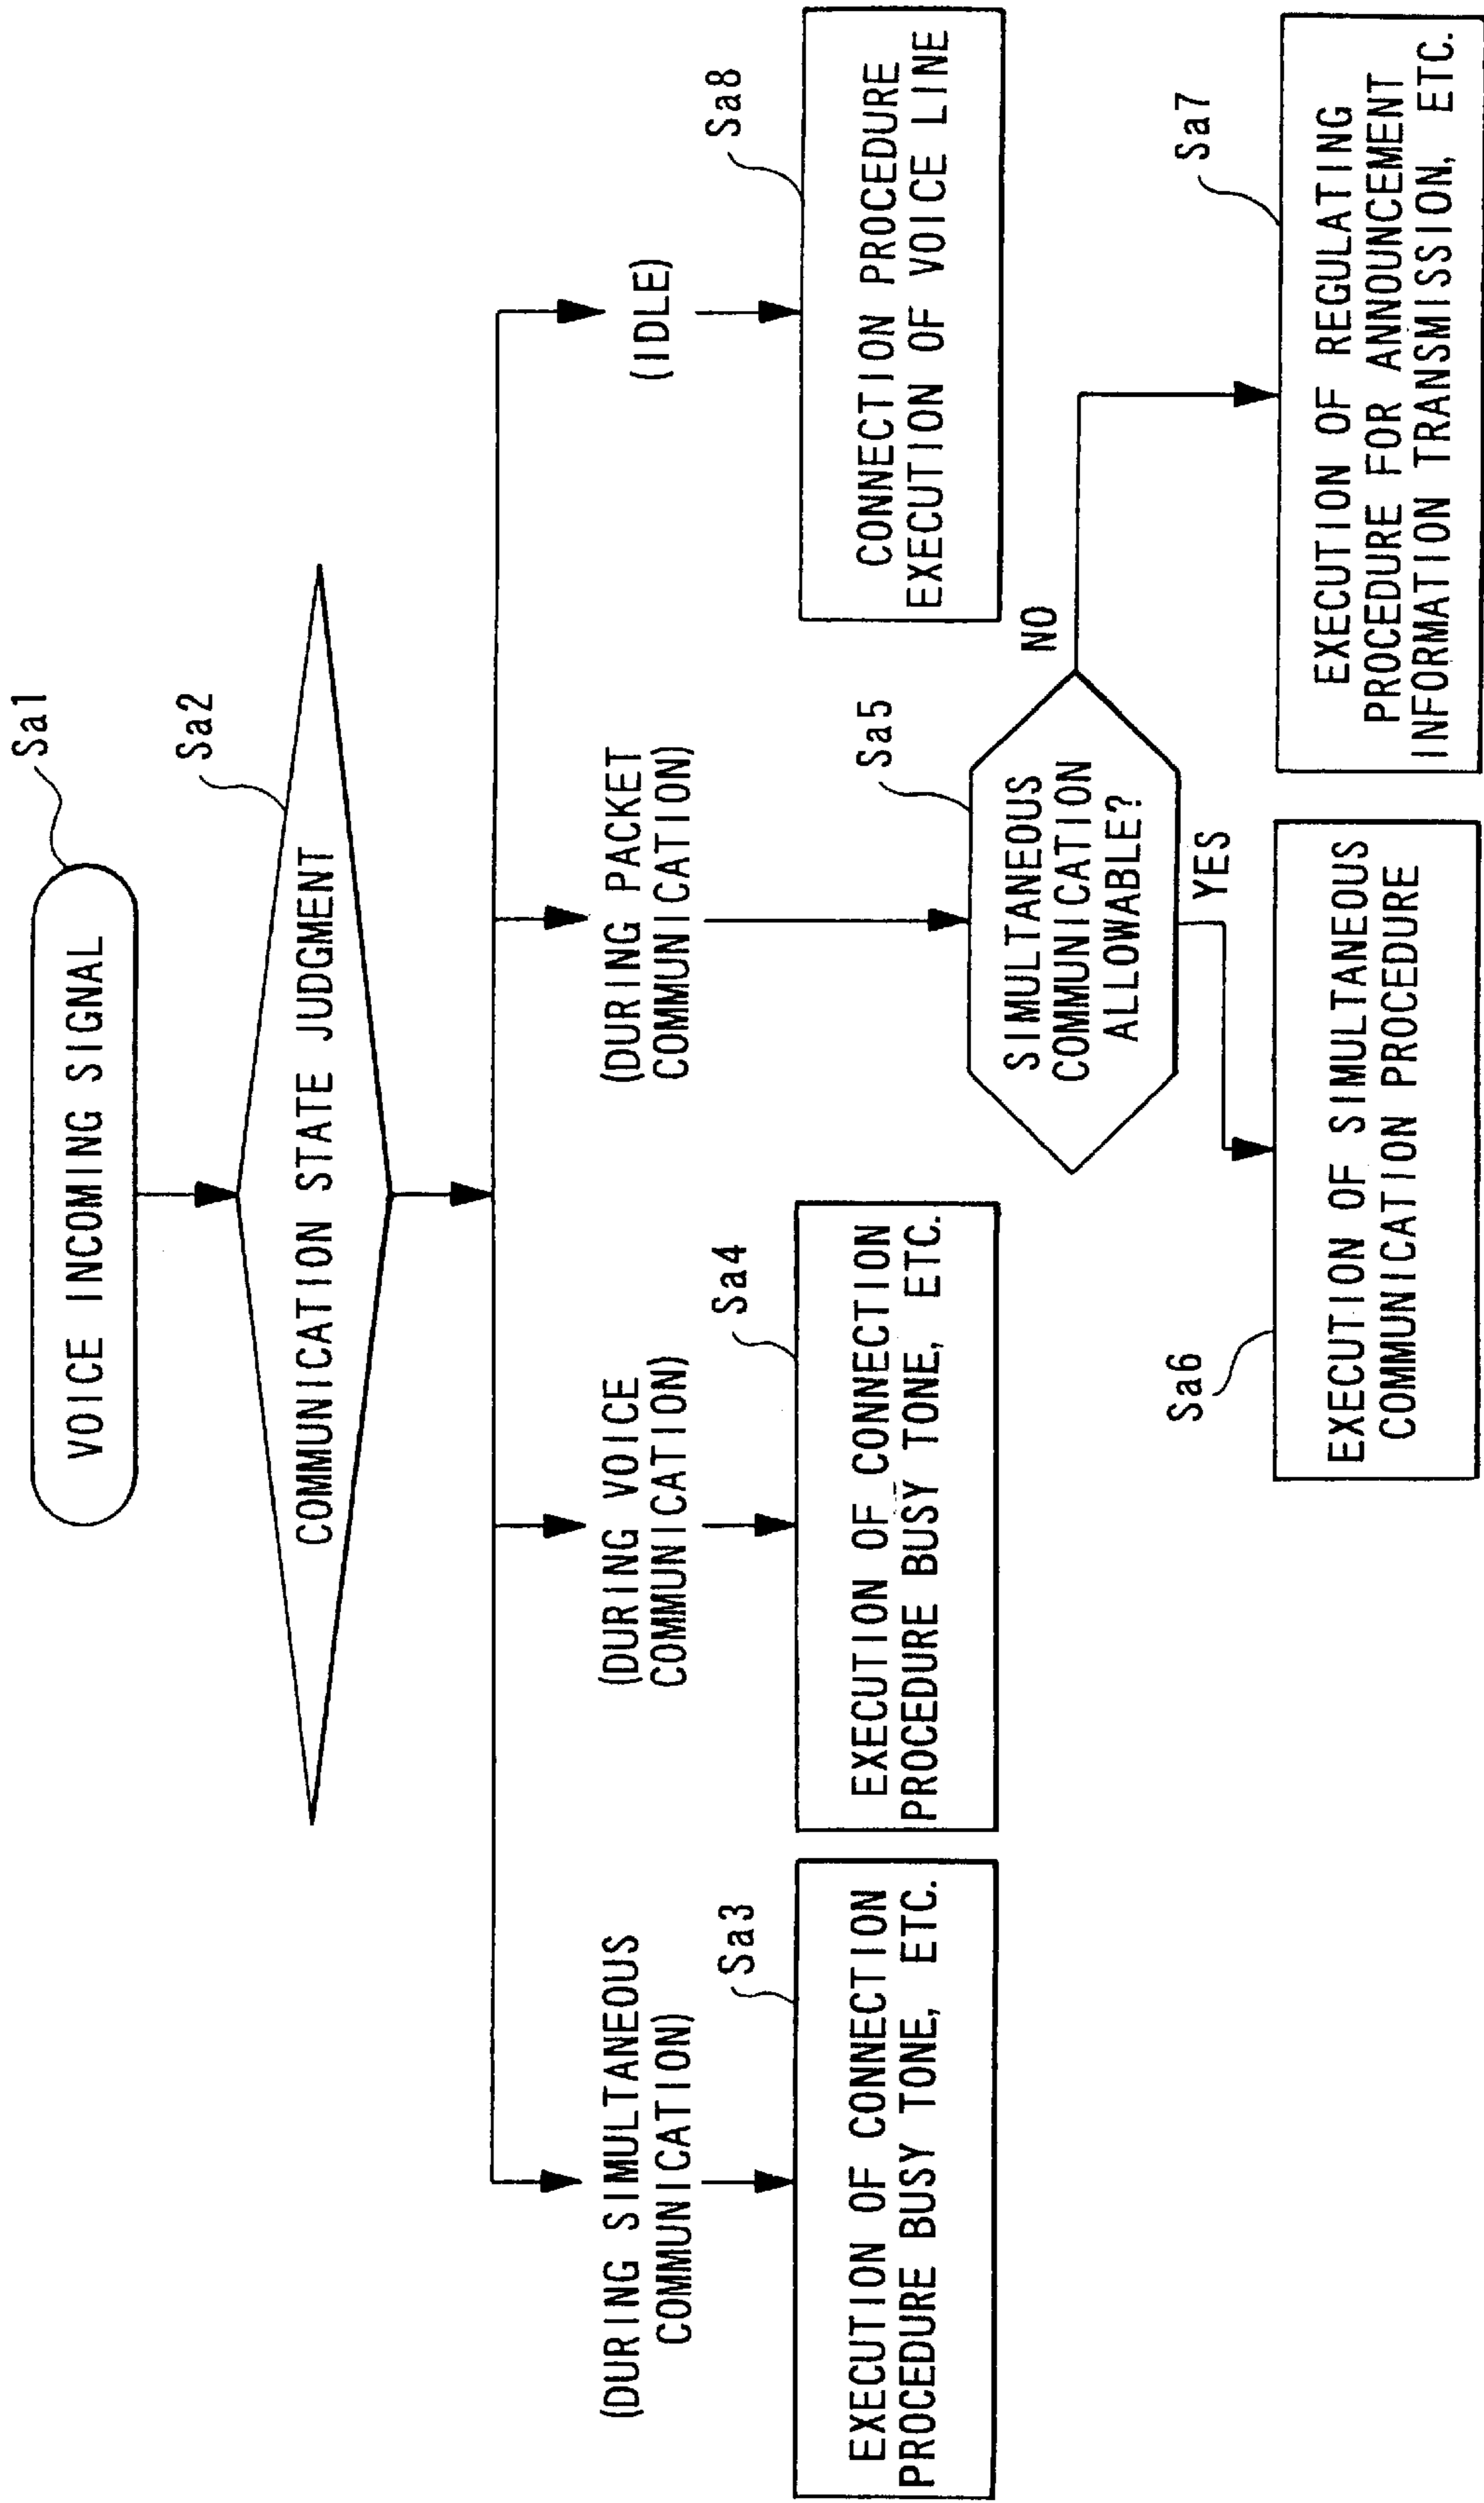 Sa1
VOICE INCOMING SIGNAL
Sa2
COMMUNICATION STATE JUDGMENT
(DURING SIMULTANEOUS
COMMUNICATION)
(DURING VOICE
COMMUNICATION)
(DURING PACKET
COMMUNICATION)
(IDLE)
Sa3
EXECUTION OF CONNECTION
PROCEDURE BUSY TONE, ETC.
Sa4
EXECUTION OF CONNECTION
PROCEDURE BUSY TONE, ETC.
Sa8
CONNECTION PROCEDURE
EXECUTION OF VOICE LINE
Sa5
SIMULTANEOUS
COMMUNICATION
ALLOWABLE?
NO
YES
Sa6
EXECUTION OF SIMULTANEOUS
COMMUNICATION PROCEDURE
Sa7
EXECUTION OF REGULATING
PROCEDURE FOR ANNOUNCEMENT
INFORMATION TRANSMISSION, ETC.